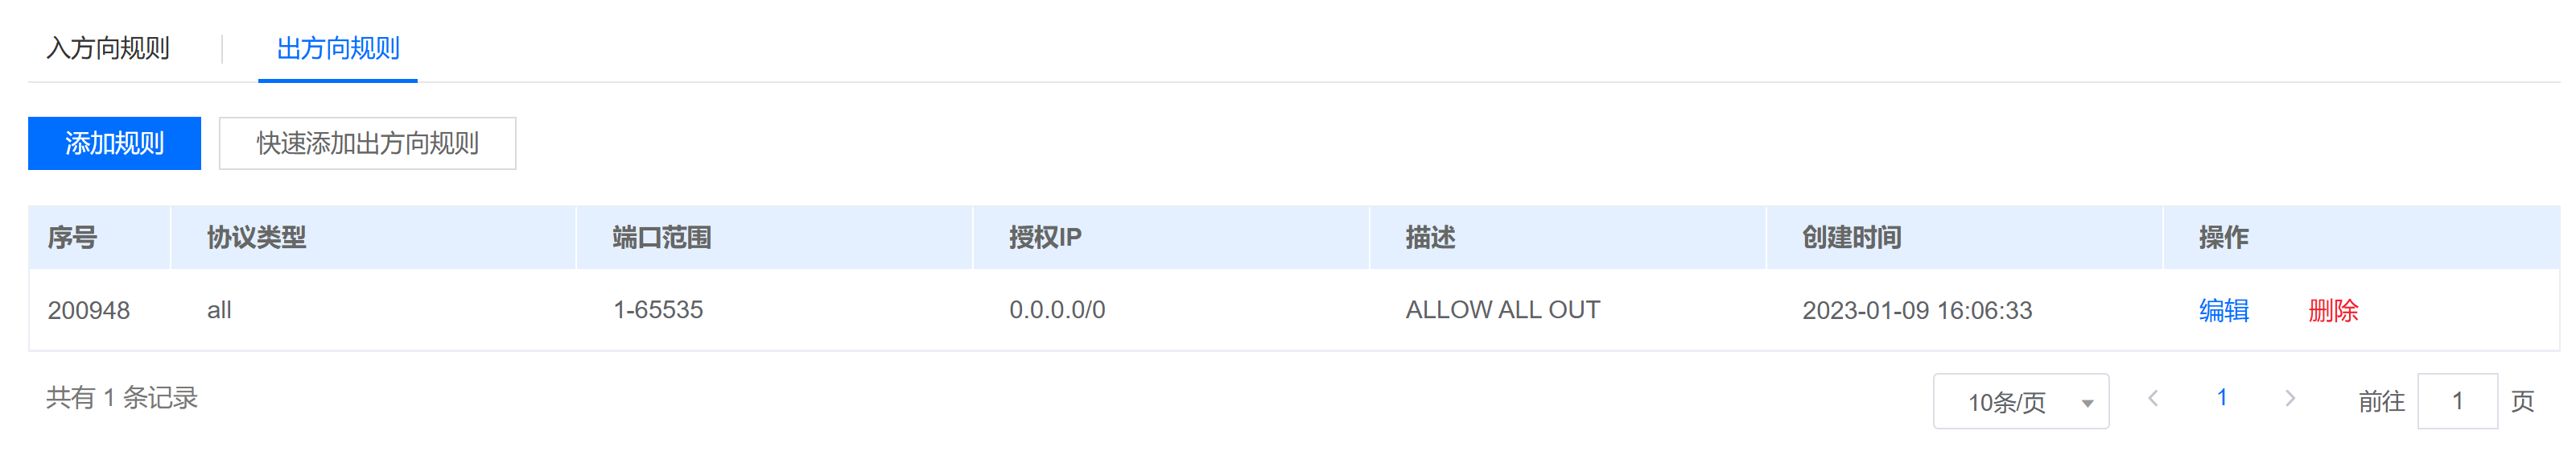 入方向规则 出方向规则
添加规则 快速添加出方向规则
序号 协议类型 端口范围 授权IP 描述 创建时间 操作
200948 all 1-65535 0.0.0.0/0 ALLOW ALL OUT 2023-01-09 16:06:33 编辑 删除
共有 1 条记录 10条/页 1 前往 1 页